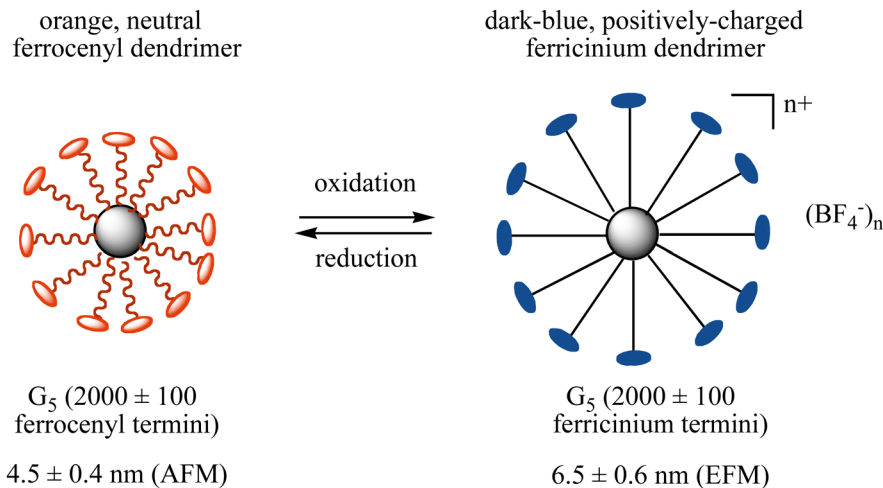 orange, neutral
ferrocenyl dendrimer
dark-blue, positively-charged
ferricinium dendrimer
n+
oxidation
reduction
(BF₄⁻)ₙ
G₅ (2000 ± 100
ferrocenyl termini)
4.5 ± 0.4 nm (AFM)
G₅ (2000 ± 100
ferricinium termini)
6.5 ± 0.6 nm (EFM)